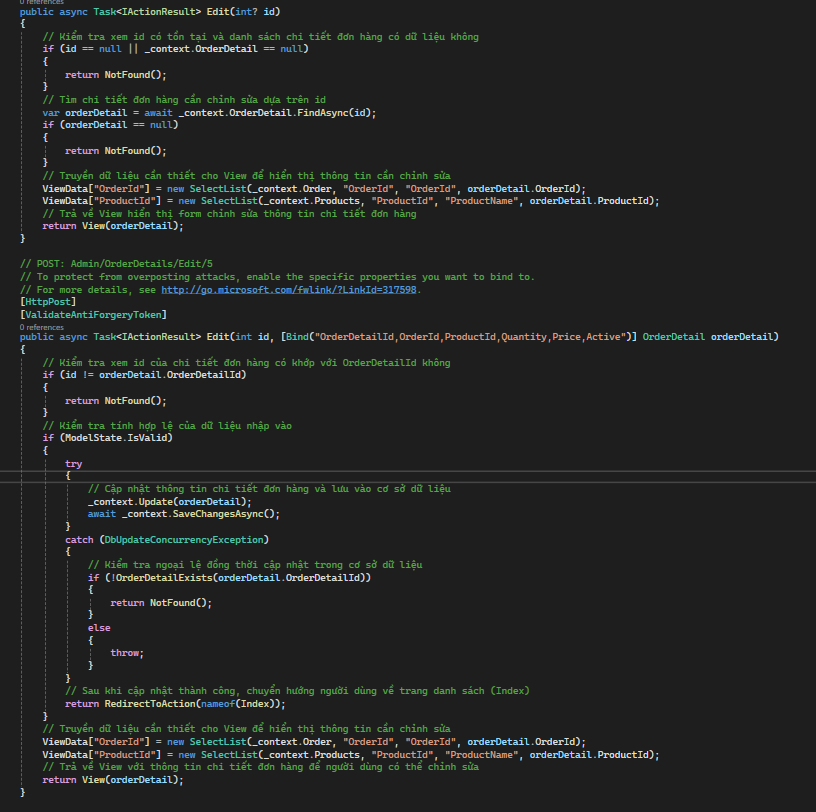 0 references
public async Task<IActionResult> Edit(int? id)
{
// Kiểm tra xem id có tồn tại và danh sách chi tiết đơn hàng có dữ liệu không
if (id == null || _context.OrderDetail == null)
{
return NotFound();
}
// Tìm chi tiết đơn hàng cần chỉnh sửa dựa trên id
var orderDetail = await _context.OrderDetail.FindAsync(id);
if (orderDetail == null)
{
return NotFound();
}
// Truyền dữ liệu cần thiết cho View để hiển thị thông tin cần chỉnh sửa
ViewData["OrderId"] = new SelectList(_context.Order, "OrderId", "OrderId", orderDetail.OrderId);
ViewData["ProductId"] = new SelectList(_context.Products, "ProductId", "ProductName", orderDetail.ProductId);
// Trả về View hiển thị form chỉnh sửa thông tin chi tiết đơn hàng
return View(orderDetail);
}
// POST: Admin/OrderDetails/Edit/5
// To protect from overposting attacks, enable the specific properties you want to bind to.
// For more details, see http://go.microsoft.com/fwlink/?LinkId=317598.
[HttpPost]
[ValidateAntiForgeryToken]
0 references
public async Task<IActionResult> Edit(int id, [Bind("OrderDetailId,OrderId,ProductId,Quantity,Price,Active")] OrderDetail orderDetail)
{
// Kiểm tra xem id của chi tiết đơn hàng có khớp với OrderDetailId không
if (id != orderDetail.OrderDetailId)
{
return NotFound();
}
// Kiểm tra tính hợp lệ của dữ liệu nhập vào
if (ModelState.IsValid)
{
try
{
// Cập nhật thông tin chi tiết đơn hàng và lưu vào cơ sở dữ liệu
_context.Update(orderDetail);
await _context.SaveChangesAsync();
}
catch (DbUpdateConcurrencyException)
{
// Kiểm tra ngoại lệ đồng thời cập nhật trong cơ sở dữ liệu
if (!OrderDetailExists(orderDetail.OrderDetailId))
{
return NotFound();
}
else
{
throw;
}
}
// Sau khi cập nhật thành công, chuyển hướng người dùng về trang danh sách (Index)
return RedirectToAction(nameof(Index));
}
// Truyền dữ liệu cần thiết cho View để hiển thị thông tin cần chỉnh sửa
ViewData["OrderId"] = new SelectList(_context.Order, "OrderId", "OrderId", orderDetail.OrderId);
ViewData["ProductId"] = new SelectList(_context.Products, "ProductId", "ProductName", orderDetail.ProductId);
// Trả về View với thông tin chi tiết đơn hàng để người dùng có thể chỉnh sửa
return View(orderDetail);
}